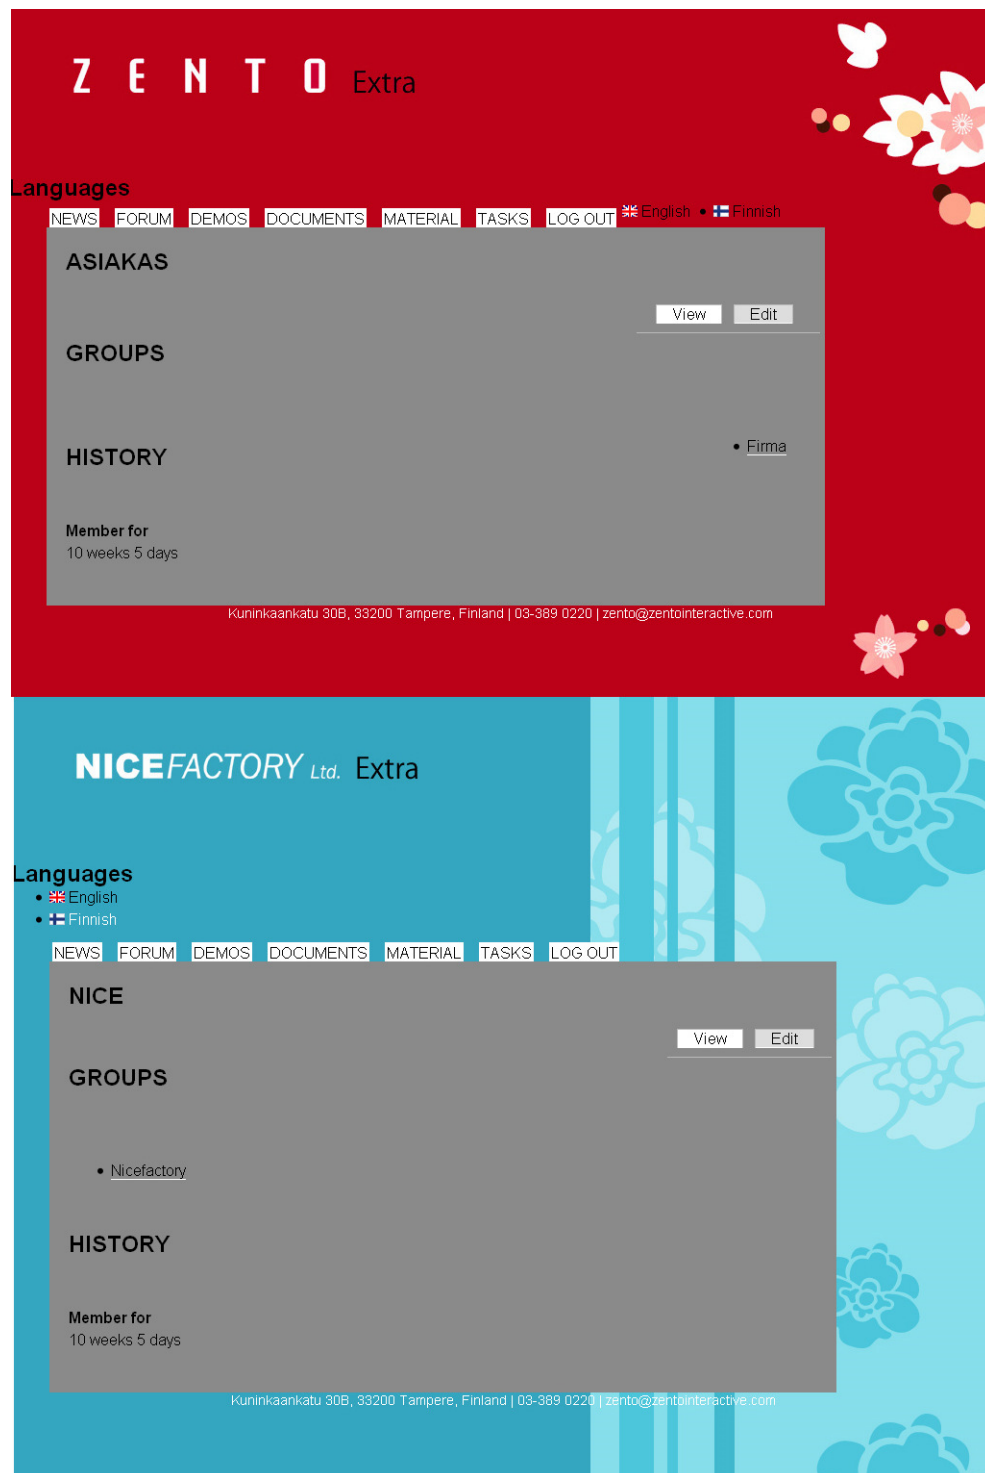 ZENTO Extra
Languages
NEWS FORUM DEMOS DOCUMENTS MATERIAL TASKS LOG OUT English • Finnish
ASIAKAS
View Edit
GROUPS
• Firma
HISTORY
Member for
10 weeks 5 days
Kuninkaankatu 30B, 33200 Tampere, Finland | 03-389 0220 | zento@zentointeractive.com
NICEFACTORY Ltd. Extra
Languages
• English
• Finnish
NEWS FORUM DEMOS DOCUMENTS MATERIAL TASKS LOG OUT
NICE
View Edit
GROUPS
• Nicefactory
HISTORY
Member for
10 weeks 5 days
Kuninkaankatu 30B, 33200 Tampere, Finland | 03-389 0220 | zento@zentointeractive.com